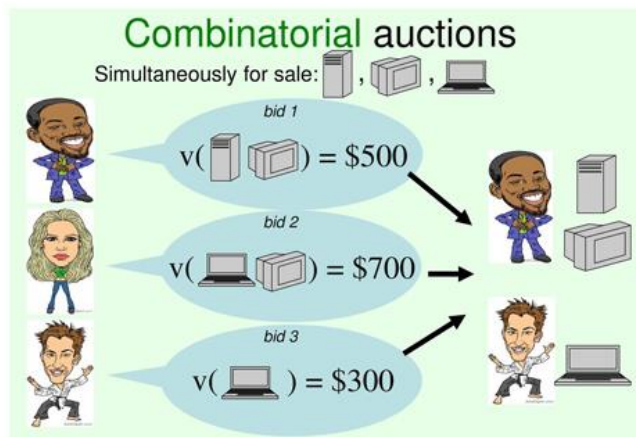 Combinatorial auctions
Simultaneously for sale: , ,
bid 1
v( ) = $500
bid 2
v( ) = $700
bid 3
v( ) = $300